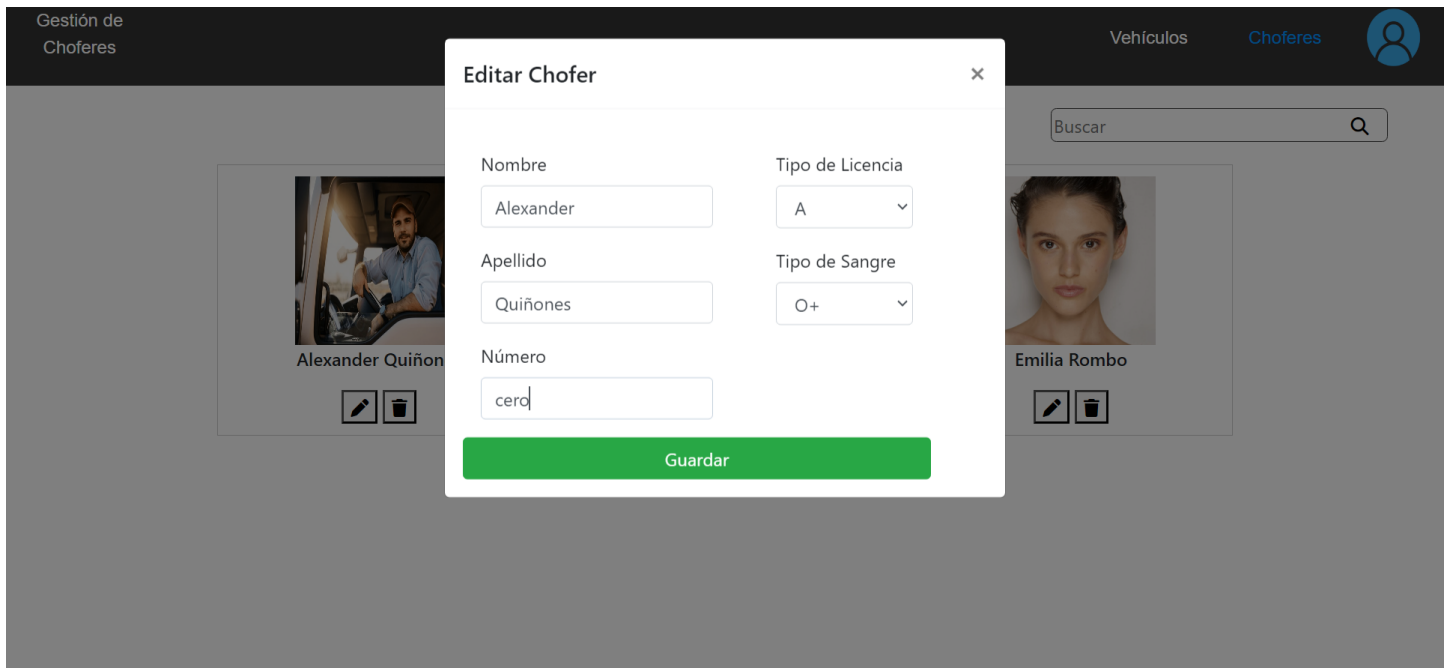 Gestión de
Choferes
Vehículos
Choferes
Editar Chofer
×
Buscar
Nombre
Alexander
Apellido
Quiñones
Número
cero
Tipo de Licencia
A
Tipo de Sangre
O+
Guardar
Alexander Quiñon
Emilia Rombo